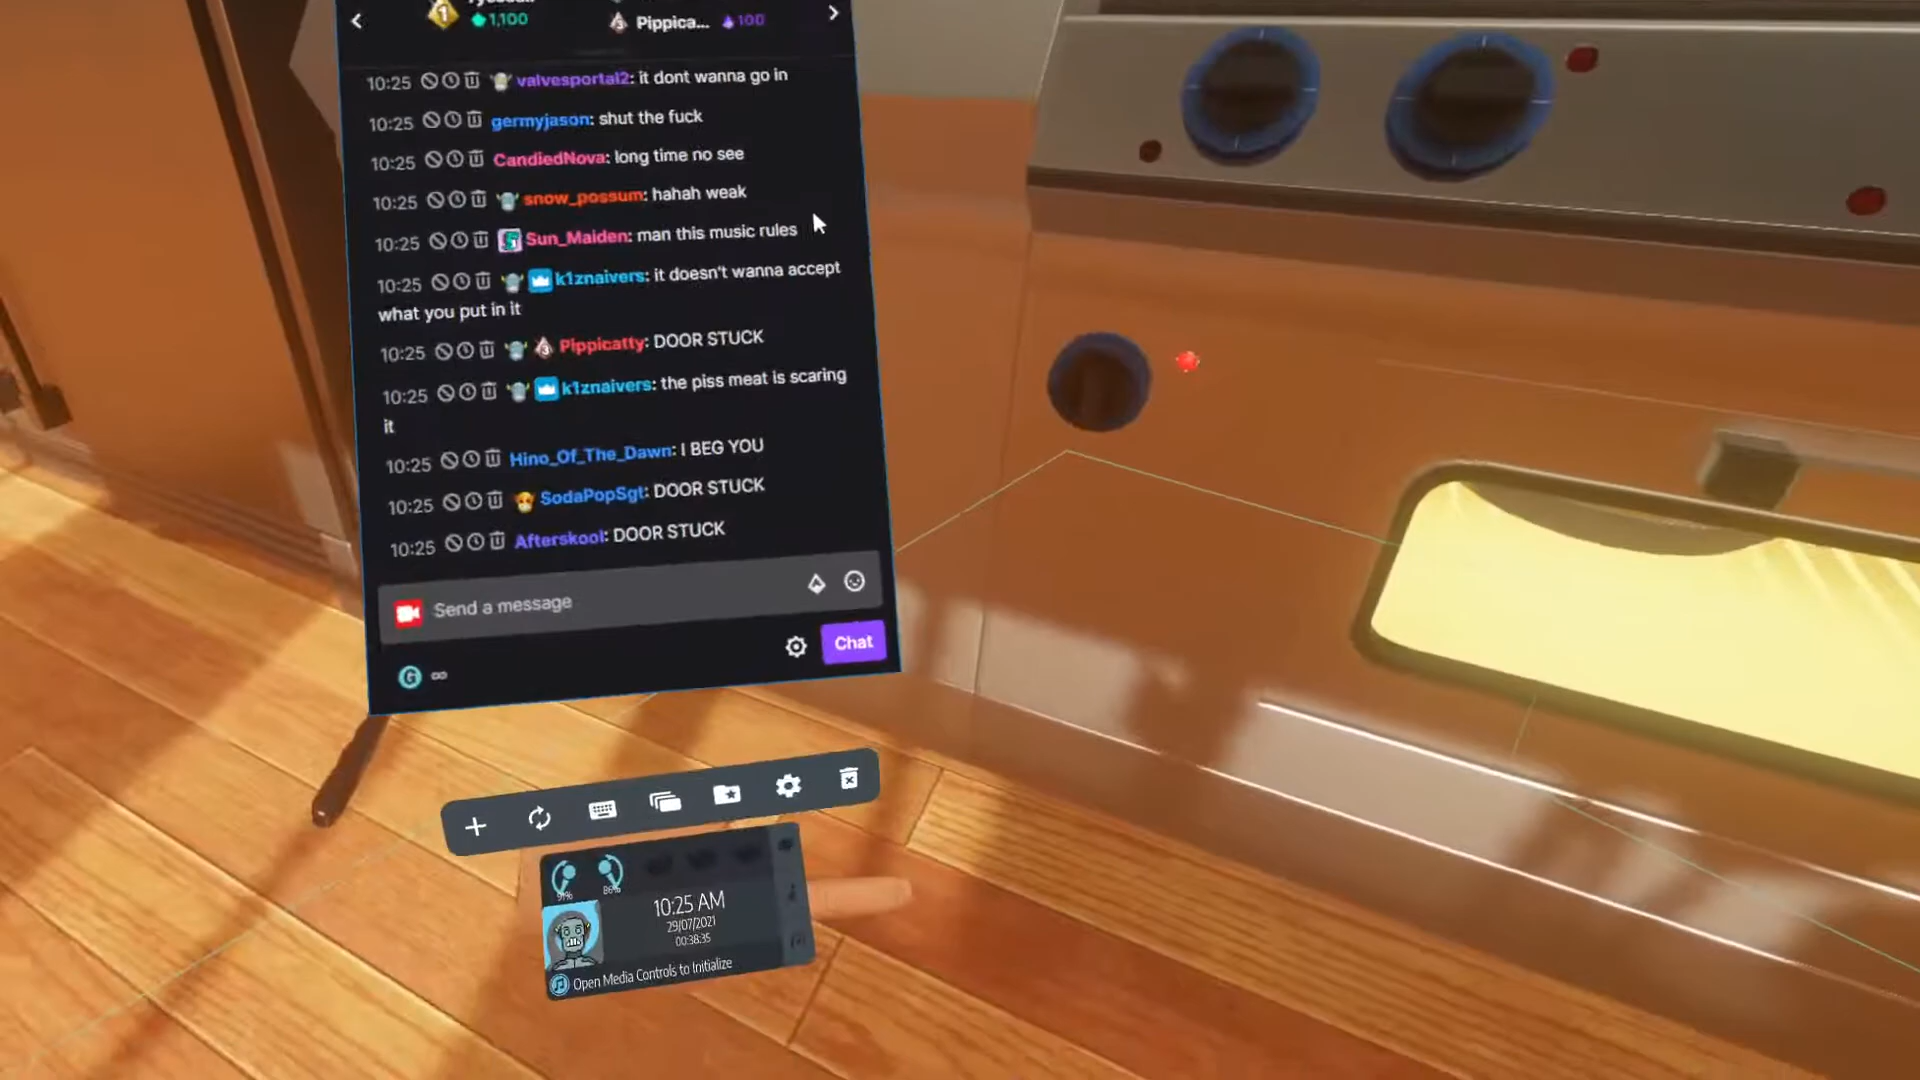 1,100
Pippica... 100
10:25 valvesportal2: it dont wanna go in
10:25 germyjason: shut the fuck
10:25 CandiedNova: long time no see
10:25 snow_possum: hahah weak
10:25 Sun_Maiden: man this music rules
10:25 k1znaivers: it doesn't wanna accept
what you put in it
10:25 Pippicatty: DOOR STUCK
10:25 k1znaivers: the piss meat is scaring
it
10:25 Hino_Of_The_Dawn: I BEG YOU
10:25 SodaPopSgt: DOOR STUCK
10:25 Afterskool: DOOR STUCK
Send a message
Chat
91% 86%
10:25 AM
29/07/2021
00:38:35
Open Media Controls to Initialize